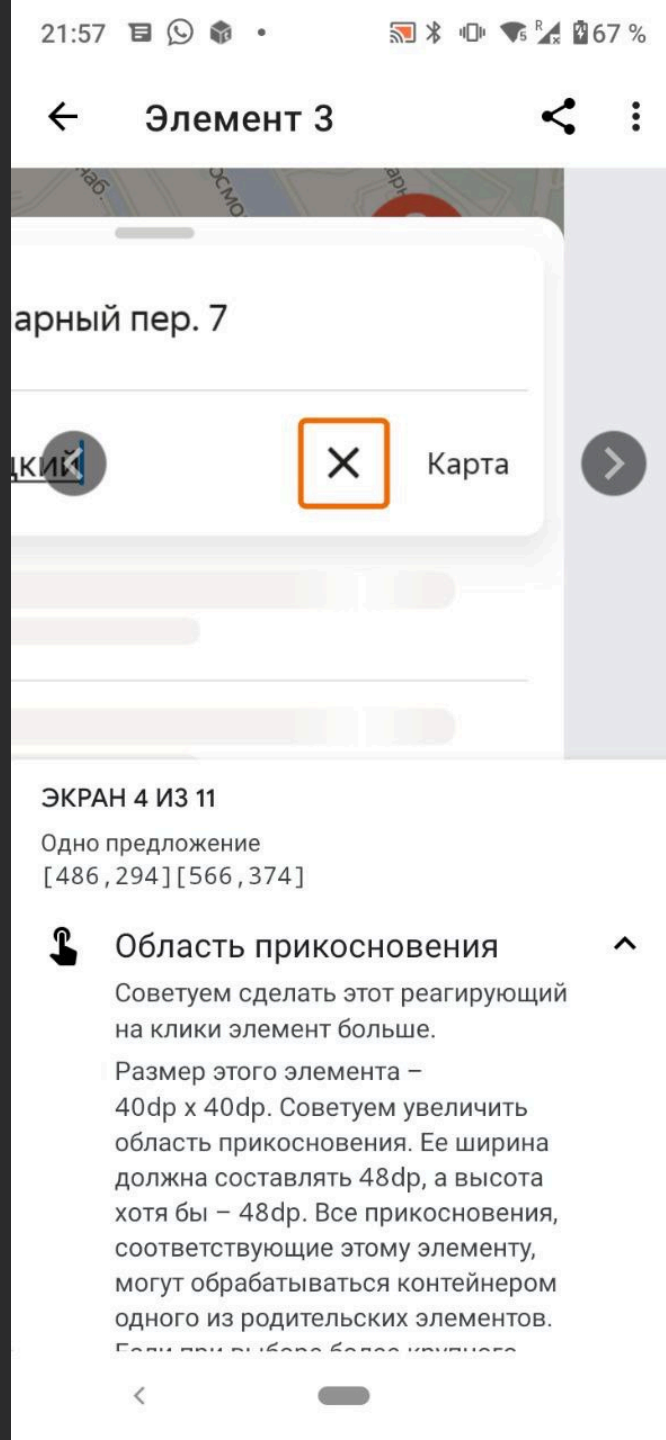 21:57 67 %
Элемент 3
наб.
арный пер. 7
цкий Карта
ЭКРАН 4 ИЗ 11
Одно предложение
[486,294][566,374]
Область прикосновения
Советуем сделать этот реагирующий
на клики элемент больше.
Размер этого элемента –
40dp x 40dp. Советуем увеличить
область прикосновения. Ее ширина
должна составлять 48dp, а высота
хотя бы – 48dp. Все прикосновения,
соответствующие этому элементу,
могут обрабатываться контейнером
одного из родительских элементов.